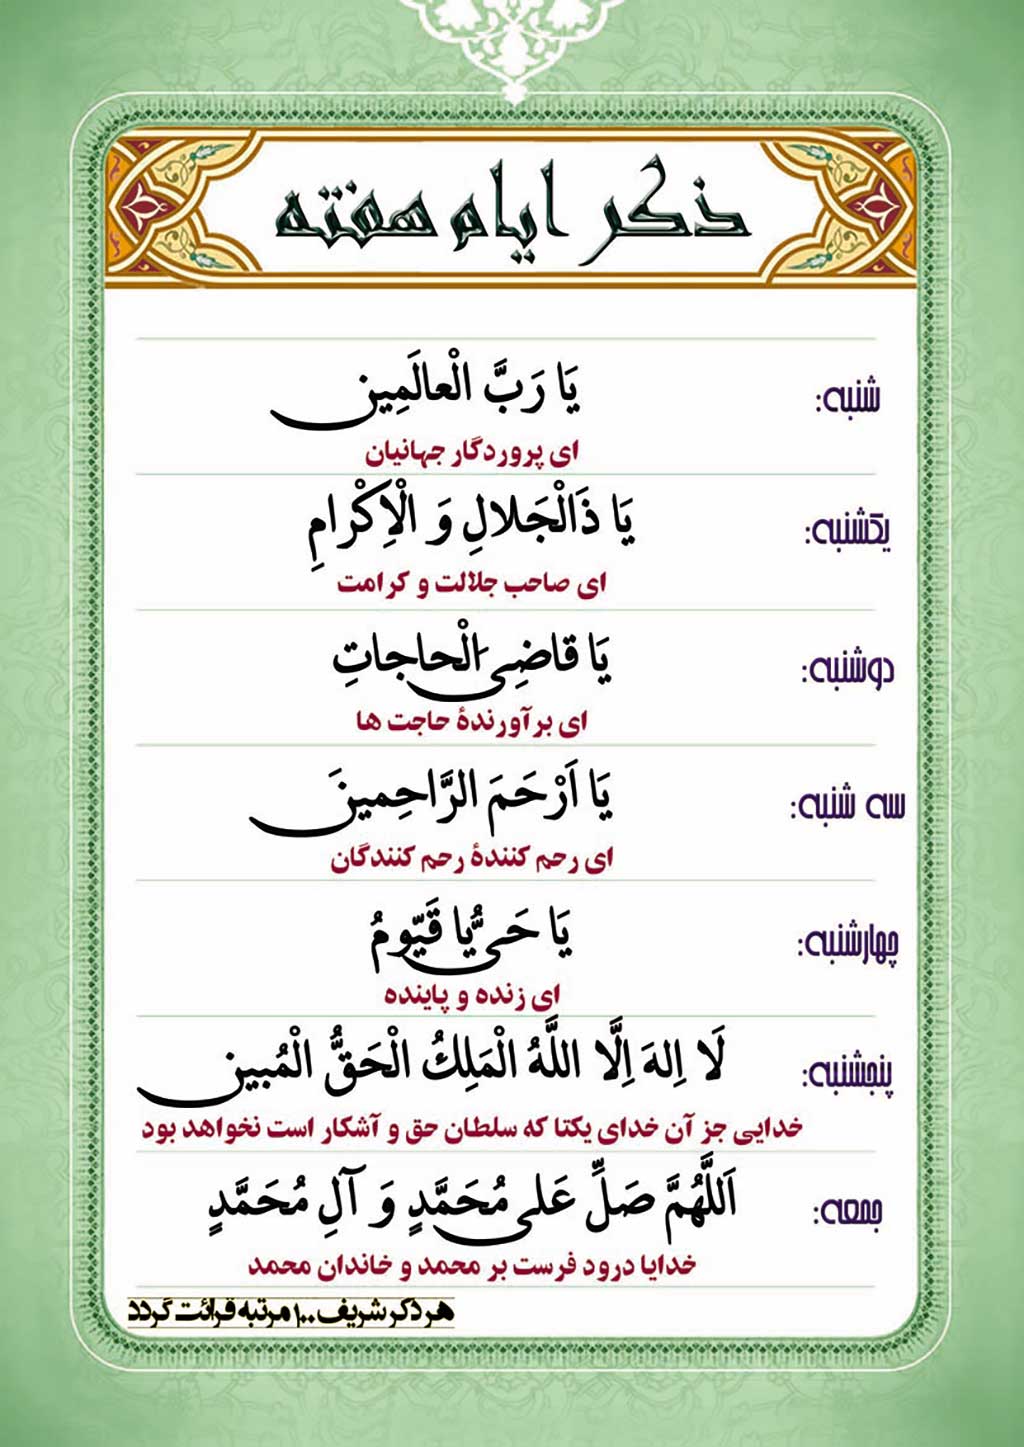 ذکر ایام هفته
شنبه:
یَا رَبَّ الْعالَمِین
ای پروردگار جهانیان
یکشنبه:
یَا ذَالْجَلالِ وَ الْاِکْرامِ
ای صاحب جلالت و کرامت
دوشنبه:
یَا قاضِیَ الْحاجاتِ
ای برآورندهٔ حاجت ها
سه شنبه:
یَا اَرْحَمَ الرَّاحِمینَ
ای رحم کنندهٔ رحم کنندگان
چهارشنبه:
یَا حَیُّ یا قَیّومُ
ای زنده و پاینده
پنجشنبه:
لَا اِلهَ اِلَّا اللَّهُ الْمَلِكُ الْحَقُّ الْمُبین
خدایی جز آن خدای یکتا که سلطان حق و آشکار است نخواهد بود
جمعه:
اَللَّهُمَّ صَلِّ عَلی مُحَمَّدٍ وَ آلِ مُحَمَّدٍ
خدایا درود فرست بر محمد و خاندان محمد
هر ذکر شریف ۱۰۰ مرتبه قرائت گردد